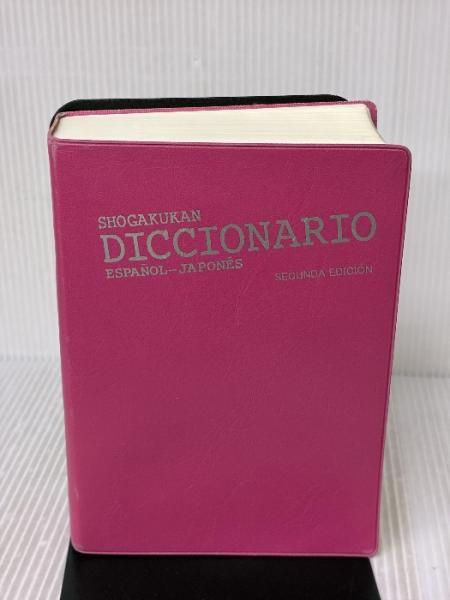 SHOGAKUKAN
DICCIONARIO
ESPAÑOL—JAPONÉS
SEGUNDA EDICIÓN